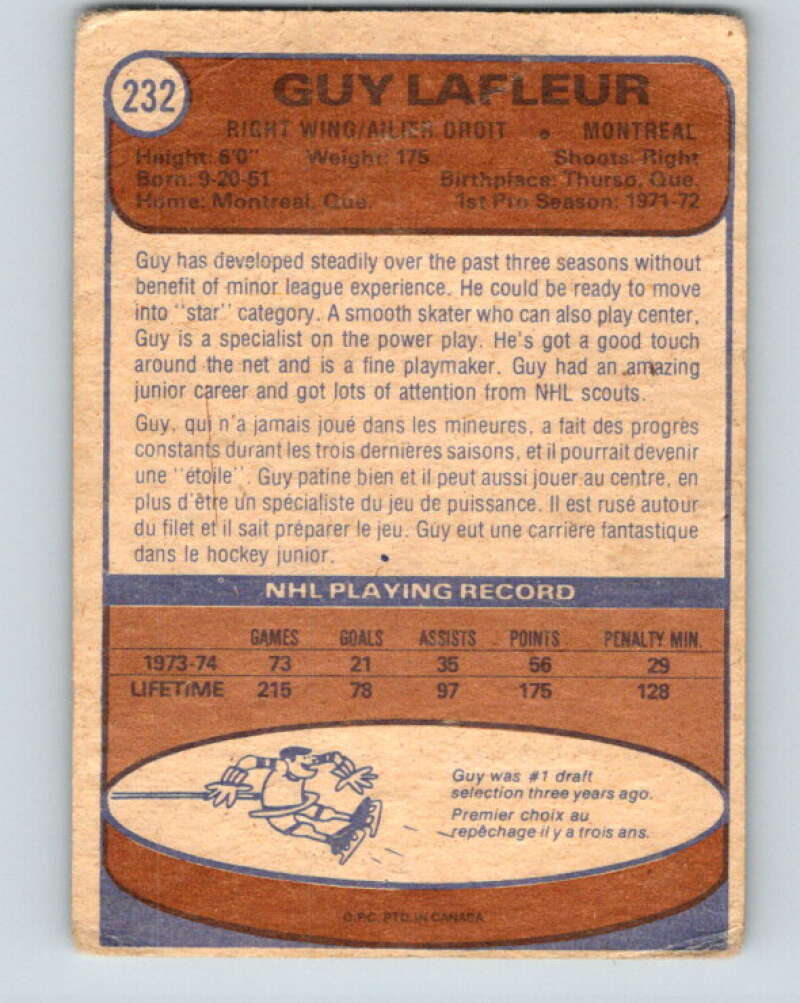 232
GUY LAFLEUR
RIGHT WING/AILIER DROIT • MONTREAL
Height: 6'0" Weight: 175 Shoots: Right
Born: 9-20-51 Birthplace: Thurso, Que.
Home: Montreal, Que. 1st Pro Season: 1971-72
Guy has developed steadily over the past three seasons without
benefit of minor league experience. He could be ready to move
into "star" category. A smooth skater who can also play center,
Guy is a specialist on the power play. He's got a good touch
around the net and is a fine playmaker. Guy had an amazing
junior career and got lots of attention from NHL scouts.
Guy, qui n'a jamais joué dans les mineures, a fait des progrès
constants durant les trois dernières saisons, et il pourrait devenir
une "étoile". Guy patine bien et il peut aussi jouer au centre, en
plus d'être un spécialiste du jeu de puissance. Il est rusé autour
du filet et il sait préparer le jeu. Guy eut une carrière fantastique
dans le hockey junior.
NHL PLAYING RECORD
GAMES GOALS ASSISTS POINTS PENALTY MIN.
1973-74 73 21 35 56 29
LIFETIME 215 78 97 175 128
Guy was #1 draft
selection three years ago.
Premier choix au
repêchage il y a trois ans.
O.P.C. PTD. IN CANADA